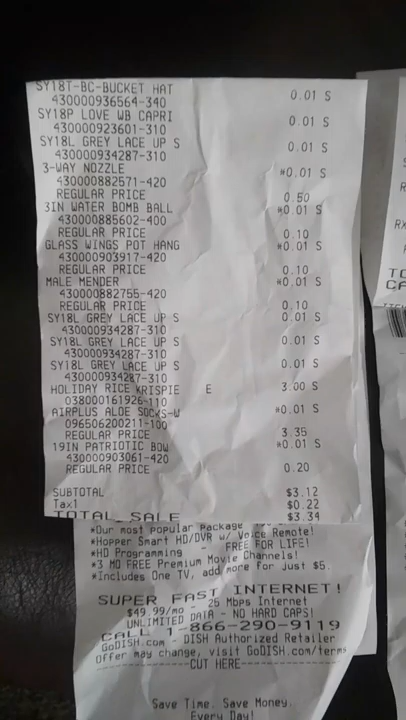 SY18T-BC-BUCKET HAT 0.01 S
430000936564-340
SY18P LOVE WB CAPRI 0.01 S
430000923601-310
SY18L GREY LACE UP S 0.01 S
430000934287-310
3-WAY NOZZLE *0.01 S
430000882571-420
REGULAR PRICE 0.50
3IN WATER BOMB BALL *0.01 S
430000885602-400
REGULAR PRICE 0.10
GLASS WINGS POT HANG *0.01 S
430000903917-420
REGULAR PRICE 0.10
MALE MENDER *0.01 S
430000882755-420
REGULAR PRICE 0.10
SY18L GREY LACE UP S 0.01 S
430000934287-310
SY18L GREY LACE UP S 0.01 S
430000934287-310
SY18L GREY LACE UP S 0.01 S
430000934287-310
HOLIDAY RICE KRISPIE E 3.00 S
038000161926-110
AIRPLUS ALOE SOCKS-W *0.01 S
096506200211-100
REGULAR PRICE 3.35
19IN PATRIOTIC BOW *0.01 S
430000903061-420
REGULAR PRICE 0.20
SUBTOTAL $3.12
Tax1 $0.22
TOTAL SALE $3.34
*Our most popular Package
*Hopper Smart HD/DVR w/ Voice Remote!
*HD Programming - FREE FOR LIFE!
*3 MO FREE Premium Movie Channels!
*Includes One TV, add more for just $5.
SUPER FAST INTERNET!
$49.99/mo - 25 Mbps Internet
UNLIMITED DATA - NO HARD CAPS!
CALL 1-866-290-9119
GoDISH.com - DISH Authorized Retailer
Offer may change, visit GoDISH.com/terms
CUT HERE
Save Time. Save Money.
Every Day!